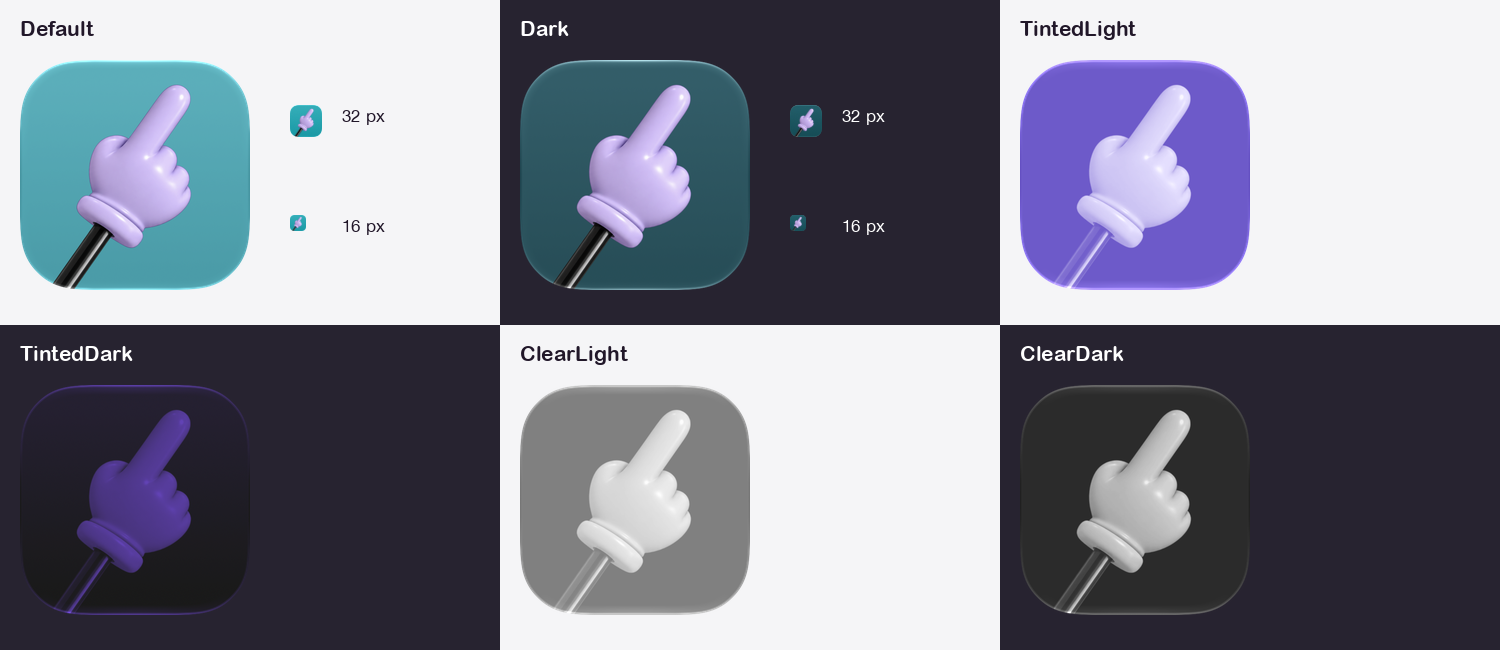 Default
32 px
16 px
Dark
32 px
16 px
TintedLight
TintedDark
ClearLight
ClearDark